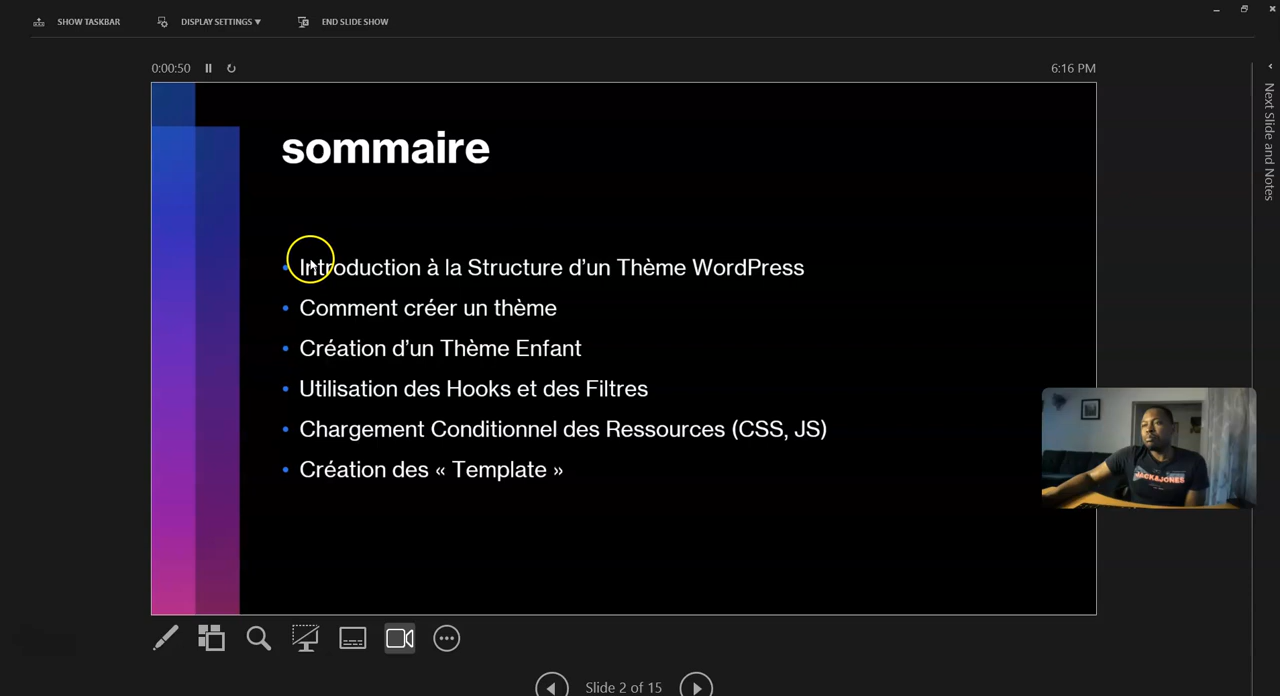 SHOW TASKBAR
DISPLAY SETTINGS ▼
END SLIDE SHOW
0:00:50
6:16 PM
sommaire
• Introduction à la Structure d’un Thème WordPress
• Comment créer un thème
• Création d’un Thème Enfant
• Utilisation des Hooks et des Filtres
• Chargement Conditionnel des Ressources (CSS, JS)
• Création des « Template »
Next Slide and Notes
JACK&JONES
Slide 2 of 15